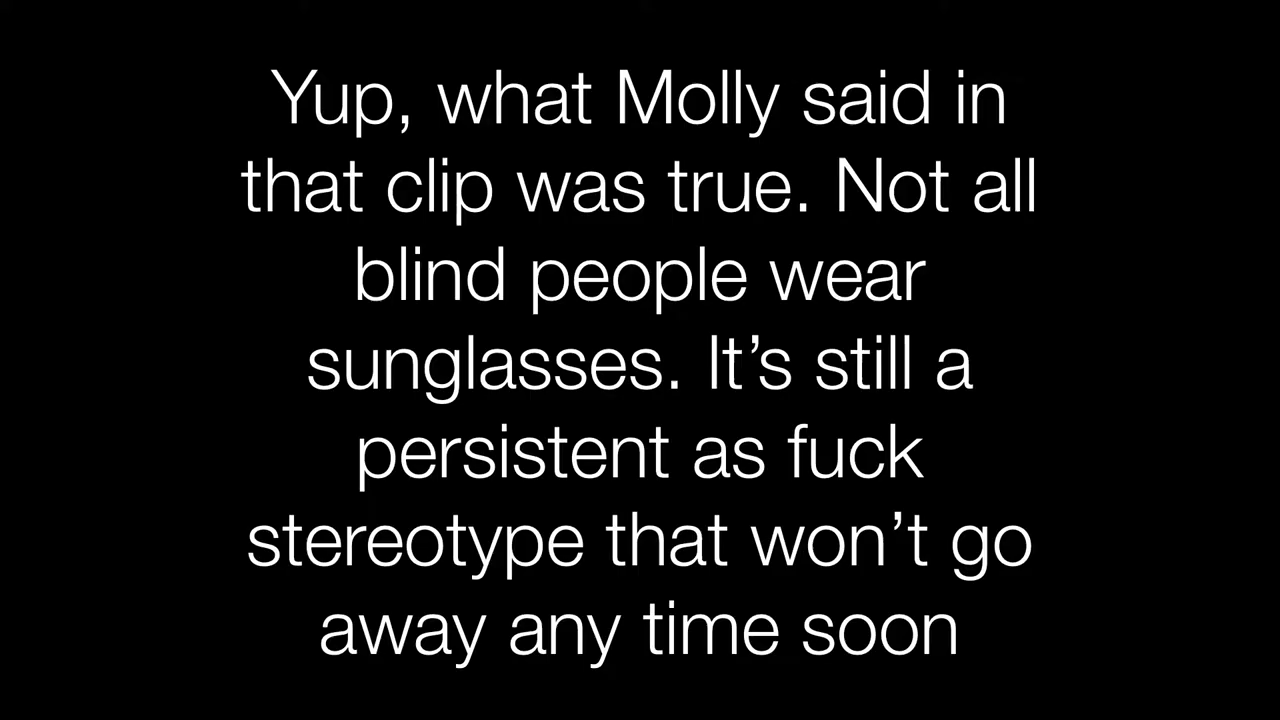 Yup, what Molly said in
that clip was true. Not all
blind people wear
sunglasses. It’s still a
persistent as fuck
stereotype that won’t go
away any time soon